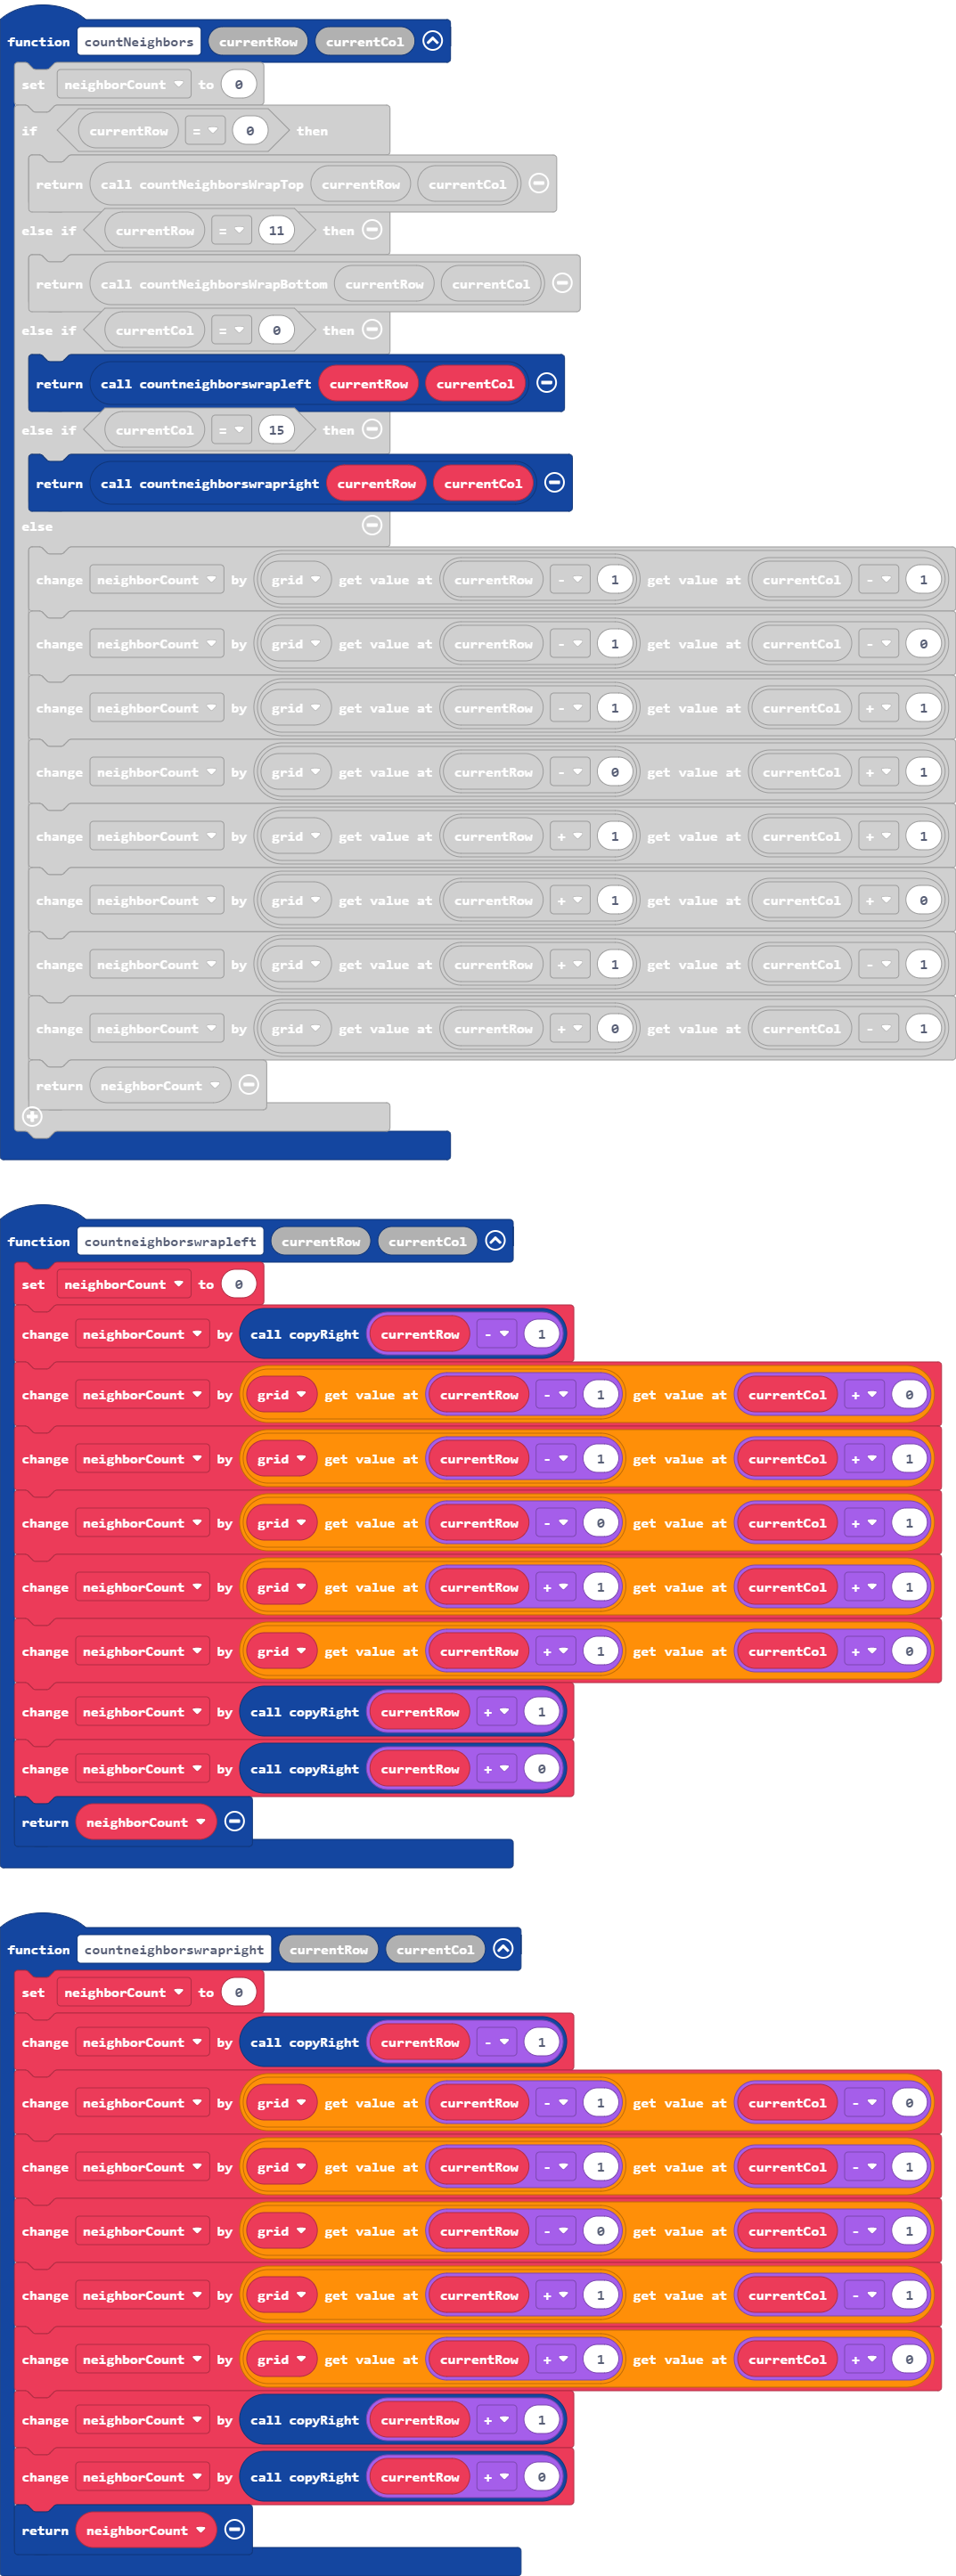 function countNeighbors currentRow currentCol
set neighborCount to 0
if currentRow = 0 then
return call countNeighborsWrapTop currentRow currentCol
else if currentRow = 11 then
return call countNeighborsWrapBottom currentRow currentCol
else if currentCol = 0 then
return call countneighborswrapleft currentRow currentCol
else if currentCol = 15 then
return call countneighborswrapright currentRow currentCol
else
change neighborCount by grid get value at currentRow - 1 get value at currentCol - 1
change neighborCount by grid get value at currentRow - 1 get value at currentCol - 0
change neighborCount by grid get value at currentRow - 1 get value at currentCol + 1
change neighborCount by grid get value at currentRow - 0 get value at currentCol + 1
change neighborCount by grid get value at currentRow + 1 get value at currentCol + 1
change neighborCount by grid get value at currentRow + 1 get value at currentCol + 0
change neighborCount by grid get value at currentRow + 1 get value at currentCol - 1
change neighborCount by grid get value at currentRow + 0 get value at currentCol - 1
return neighborCount
function countneighborswrapleft currentRow currentCol
set neighborCount to 0
change neighborCount by call copyRight currentRow - 1
change neighborCount by grid get value at currentRow - 1 get value at currentCol + 0
change neighborCount by grid get value at currentRow - 1 get value at currentCol + 1
change neighborCount by grid get value at currentRow - 0 get value at currentCol + 1
change neighborCount by grid get value at currentRow + 1 get value at currentCol + 1
change neighborCount by grid get value at currentRow + 1 get value at currentCol + 0
change neighborCount by call copyRight currentRow + 1
change neighborCount by call copyRight currentRow + 0
return neighborCount
function countneighborswrapright currentRow currentCol
set neighborCount to 0
change neighborCount by call copyRight currentRow - 1
change neighborCount by grid get value at currentRow - 1 get value at currentCol - 0
change neighborCount by grid get value at currentRow - 1 get value at currentCol - 1
change neighborCount by grid get value at currentRow - 0 get value at currentCol - 1
change neighborCount by grid get value at currentRow + 1 get value at currentCol - 1
change neighborCount by grid get value at currentRow + 1 get value at currentCol + 0
change neighborCount by call copyRight currentRow + 1
change neighborCount by call copyRight currentRow + 0
return neighborCount